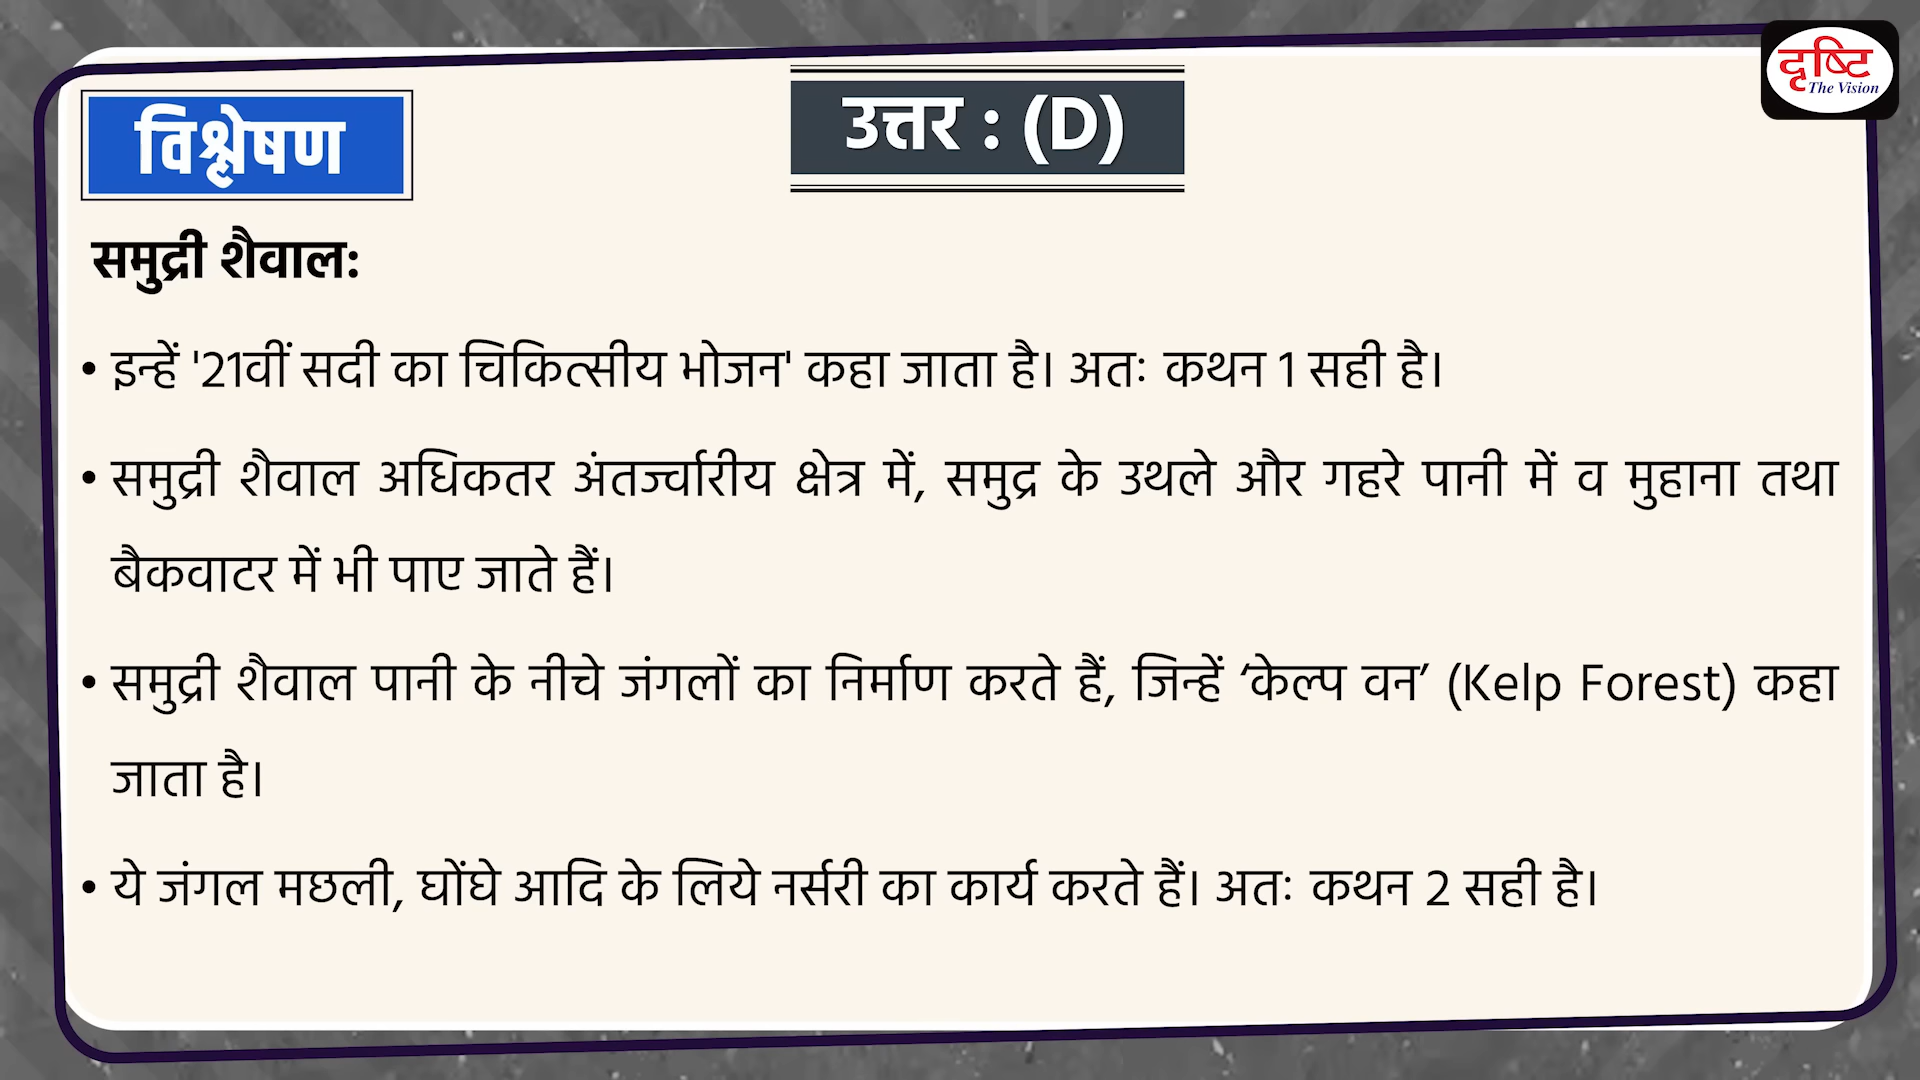 दृष्टि
The Vision
विश्लेषण
उत्तर : (D)
समुद्री शैवाल:
• इन्हें '21वीं सदी का चिकित्सीय भोजन' कहा जाता है। अतः कथन 1 सही है।
• समुद्री शैवाल अधिकतर अंतर्ज्वारीय क्षेत्र में, समुद्र के उथले और गहरे पानी में व मुहाना तथा
बैकवाटर में भी पाए जाते हैं।
• समुद्री शैवाल पानी के नीचे जंगलों का निर्माण करते हैं, जिन्हें ‘केल्प वन’ (Kelp Forest) कहा
जाता है।
• ये जंगल मछली, घोंघे आदि के लिये नर्सरी का कार्य करते हैं। अतः कथन 2 सही है।